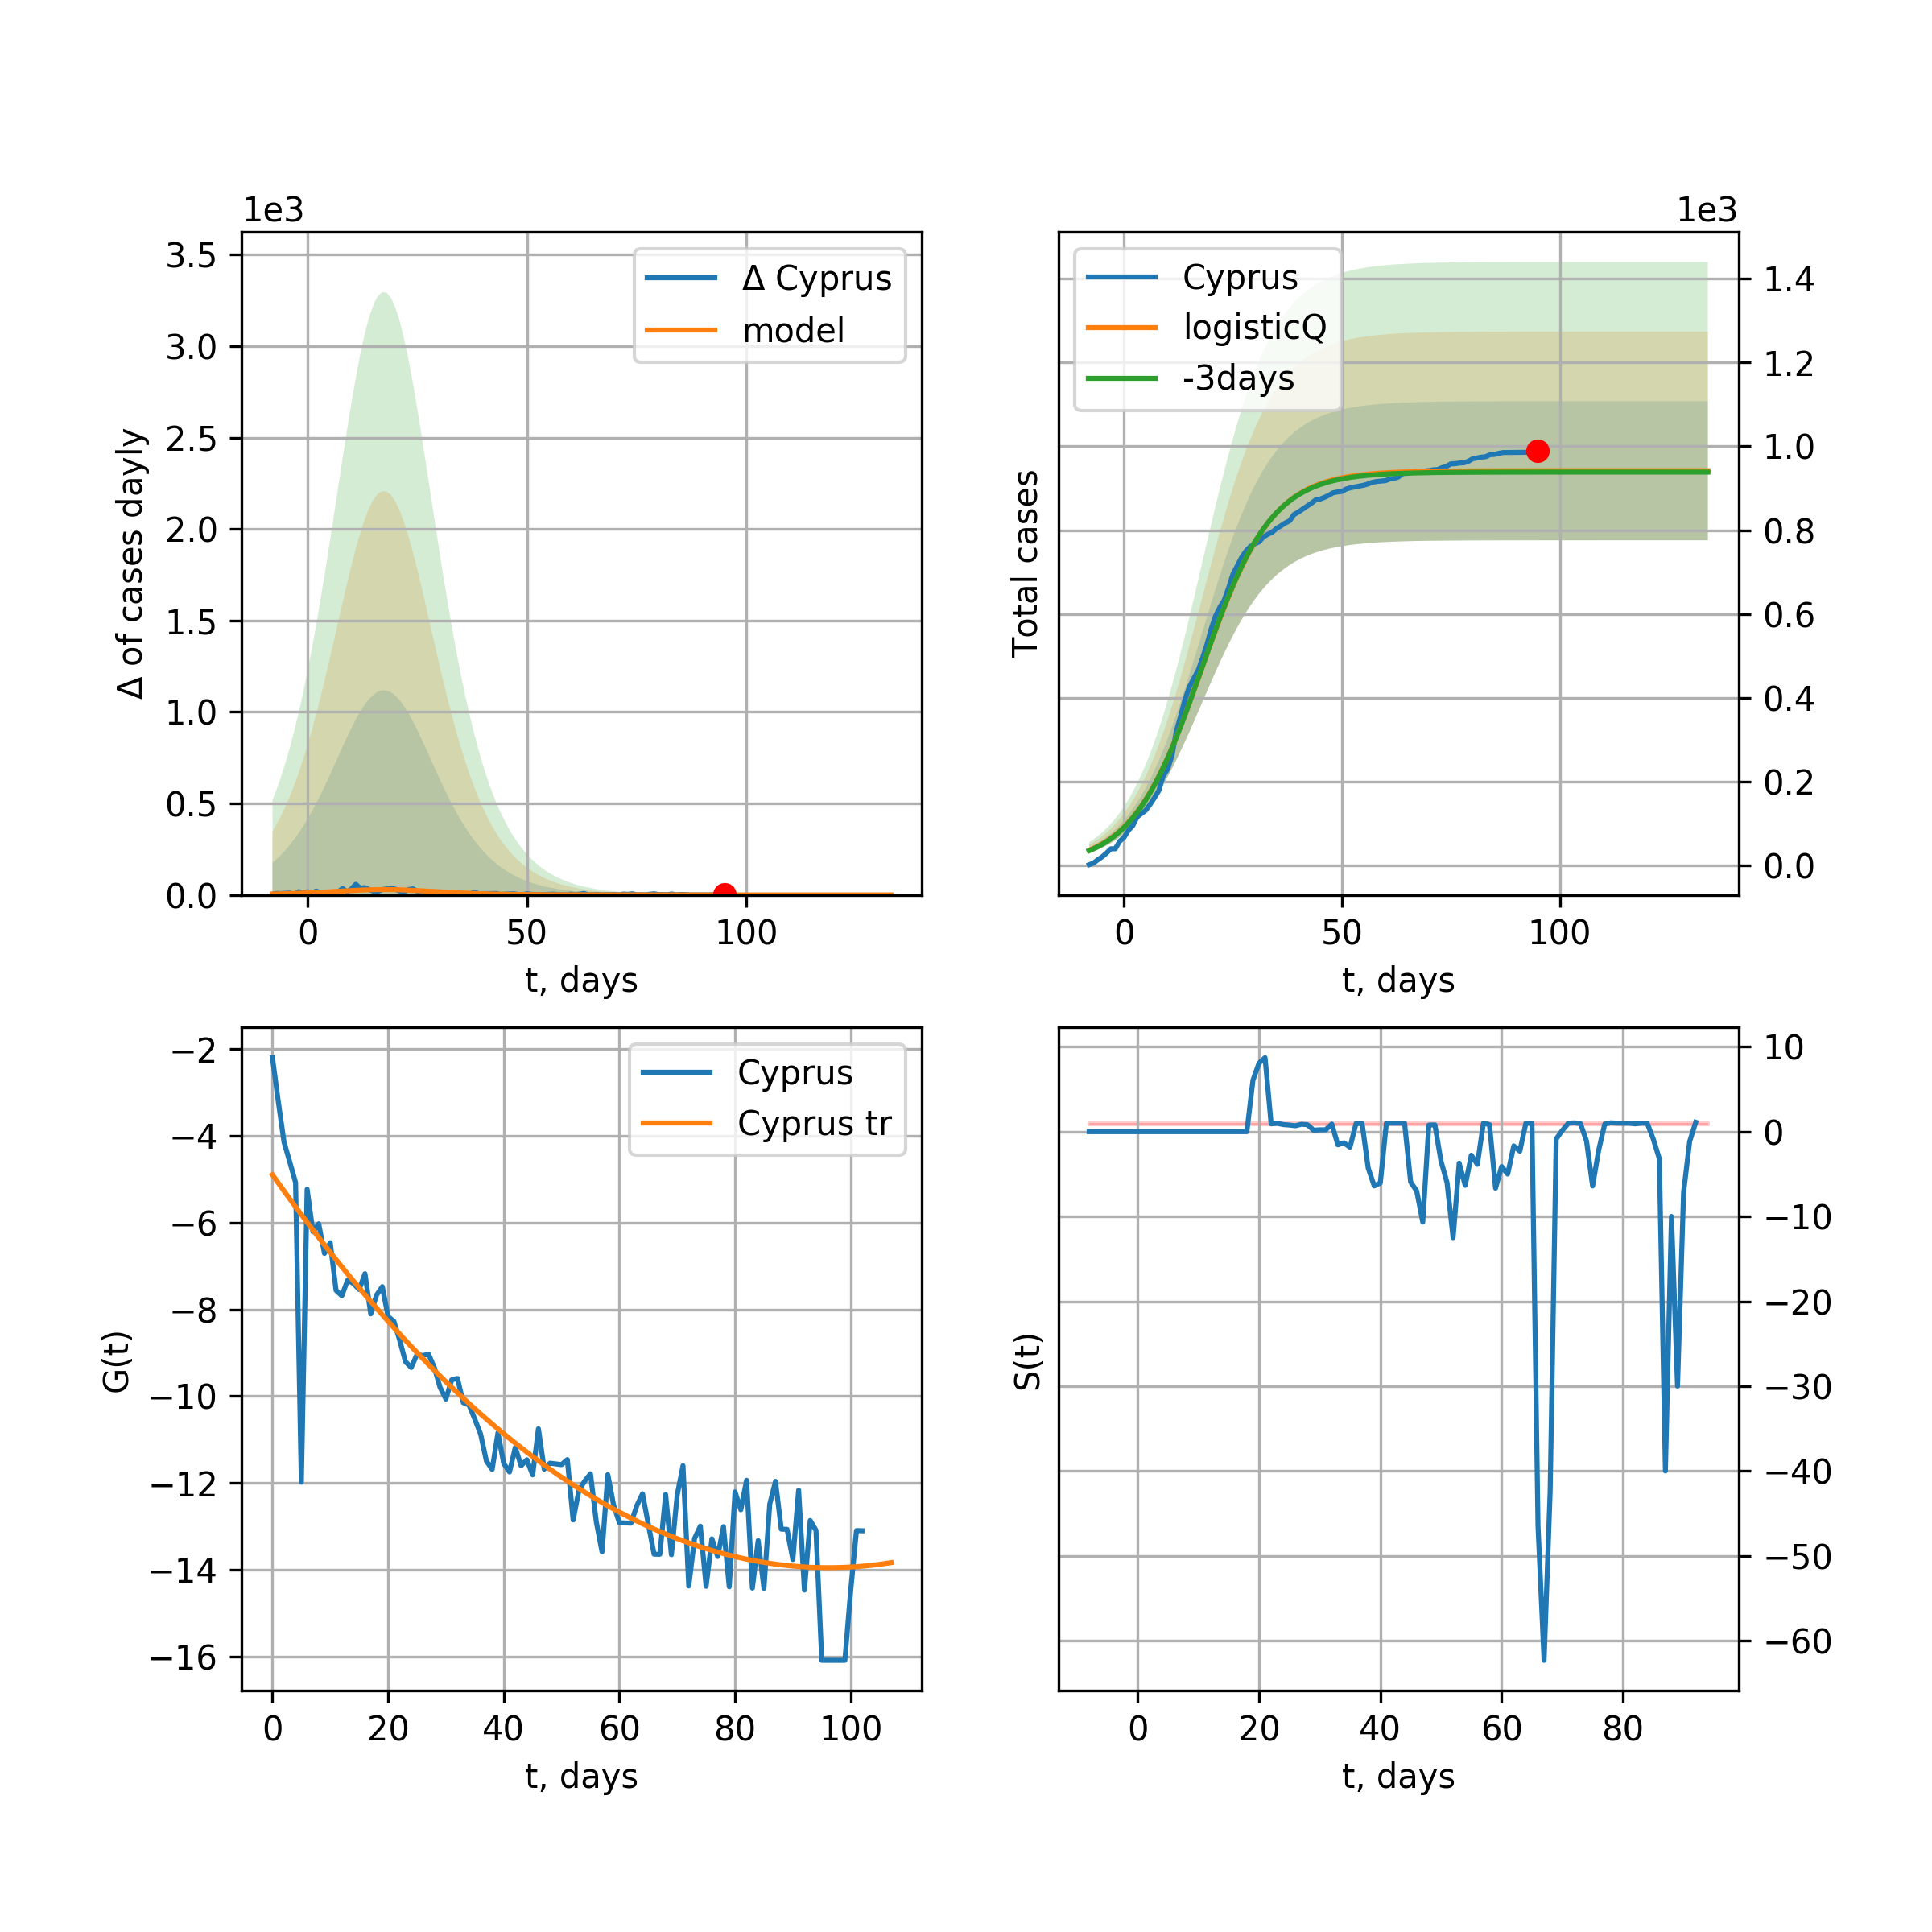 1e3
3.5
3.0
2.5
2.0
1.5
1.0
0.5
0.0
Δ of cases dayly
Δ Cyprus
model
0 50 100
t, days
1e3
Cyprus
logisticQ
-3days
Total cases
1.4
1.2
1.0
0.8
0.6
0.4
0.2
0.0
0 50 100
t, days
−2
−4
−6
−8
−10
−12
−14
−16
G(t)
Cyprus
Cyprus tr
0 20 40 60 80 100
t, days
S(t)
10
0
−10
−20
−30
−40
−50
−60
0 20 40 60 80
t, days